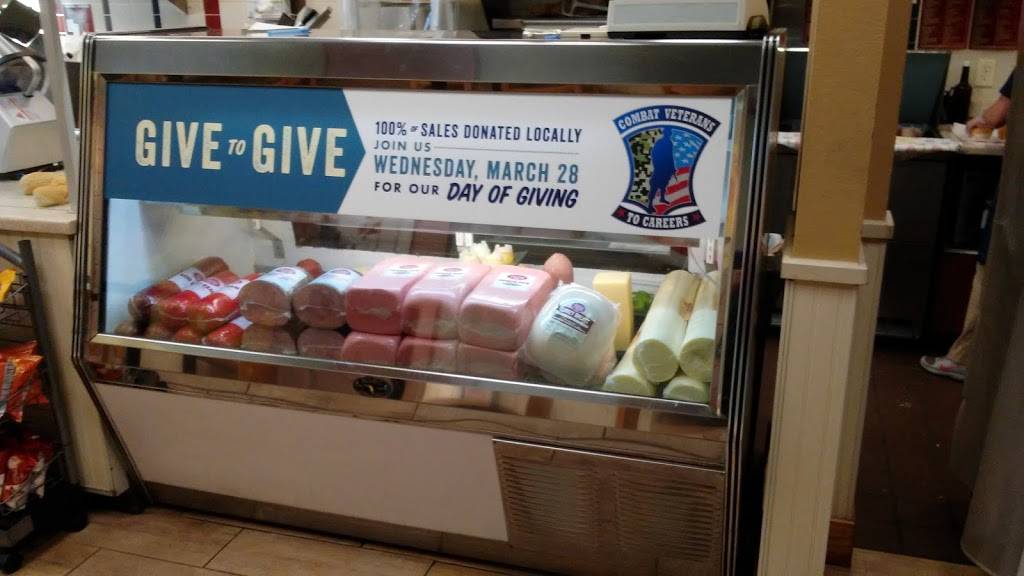 GIVE TO GIVE
100% OF SALES DONATED LOCALLY
JOIN US
WEDNESDAY, MARCH 28
FOR OUR DAY OF GIVING
COMBAT VETERANS
TO CAREERS